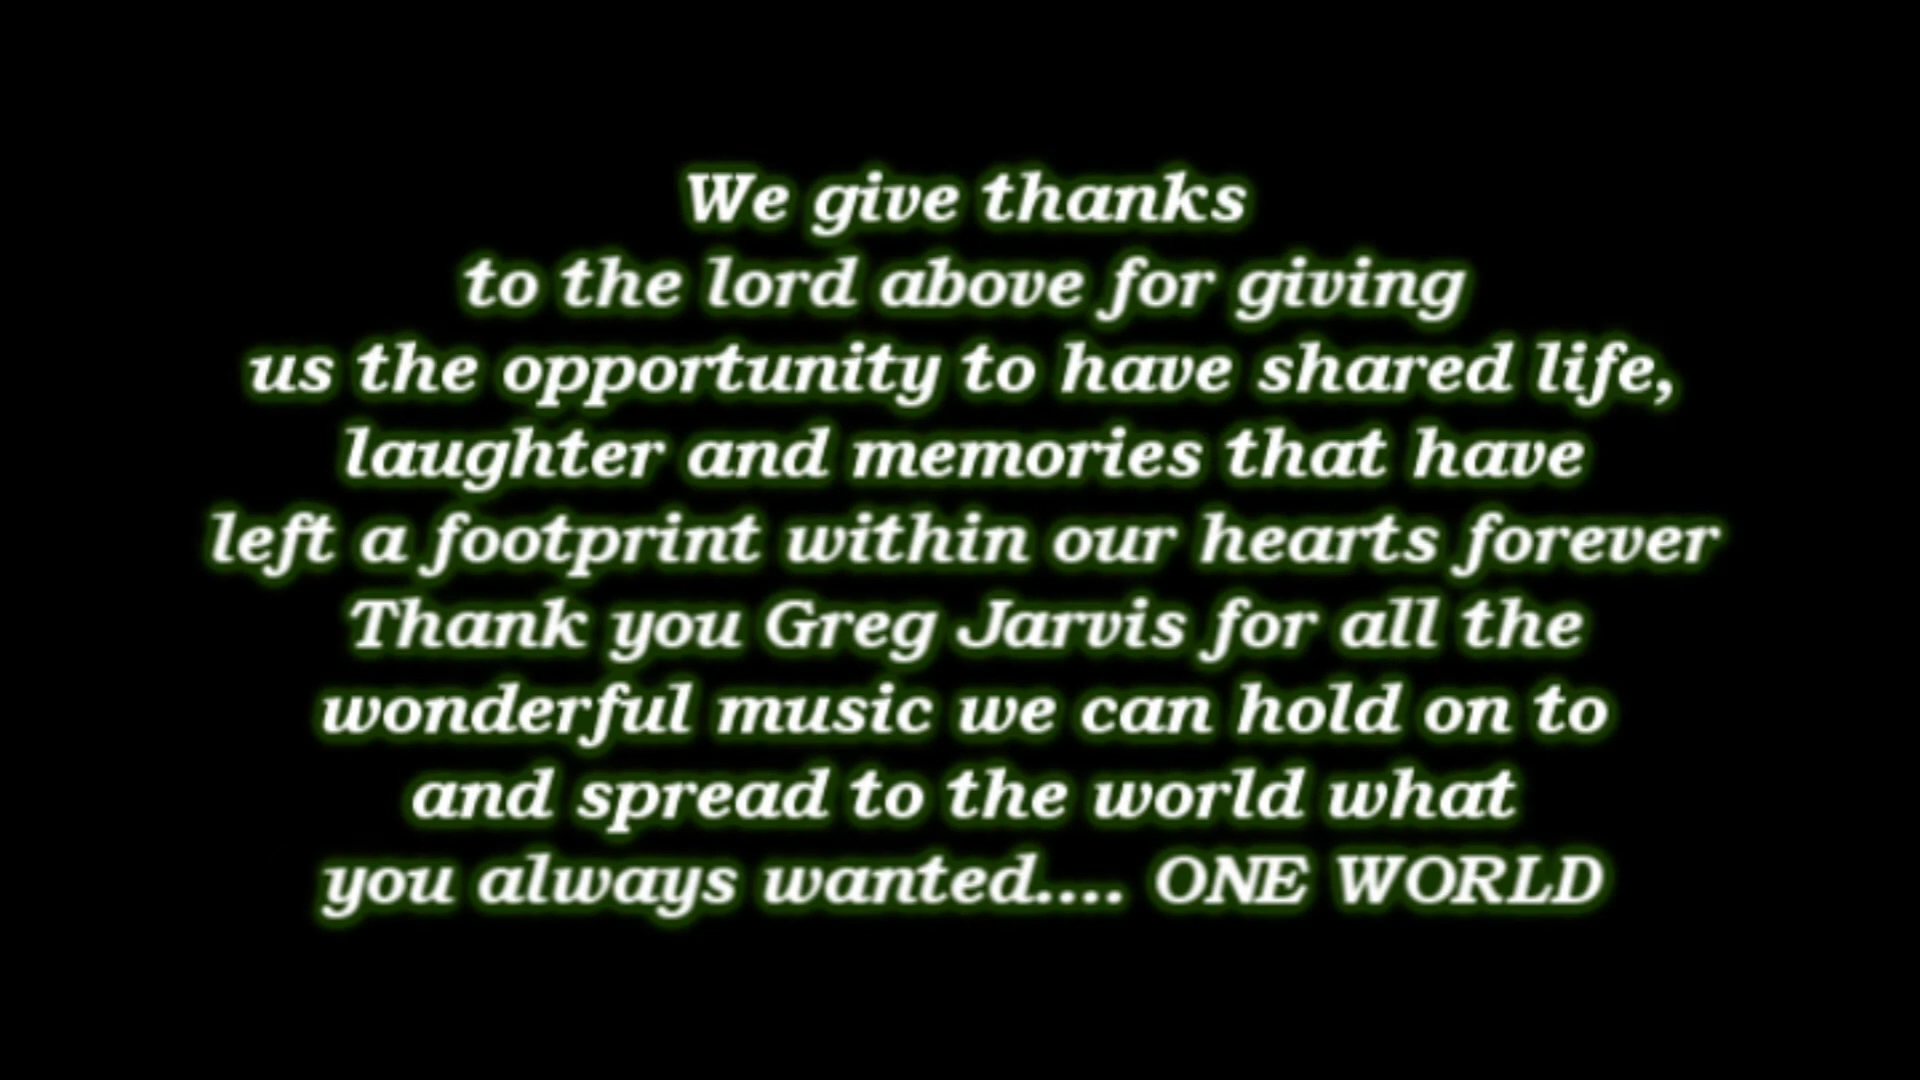 We give thanks
to the lord above for giving
us the opportunity to have shared life,
laughter and memories that have
left a footprint within our hearts forever
Thank you Greg Jarvis for all the
wonderful music we can hold on to
and spread to the world what
you always wanted.... ONE WORLD